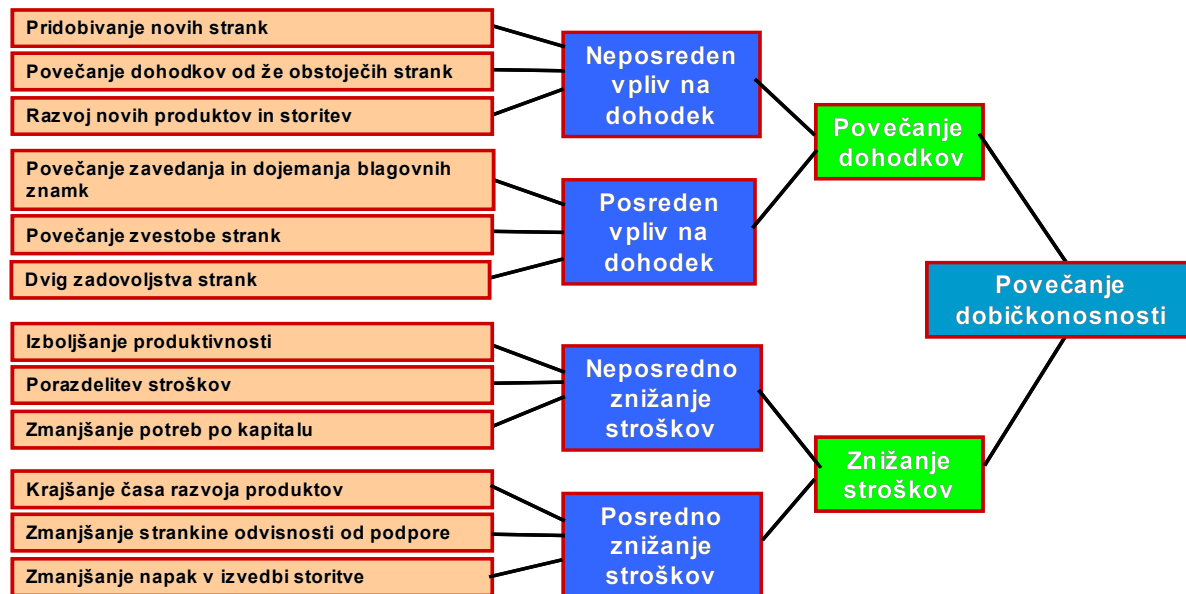 Pridobivanje novih strank
Povečanje dohodkov od že obstoječih strank
Razvoj novih produktov in storitev
Neposreden
vpliv na
dohodek
Povečanje zavedanja in dojemanja blagovnih
znamk
Povečanje zvestobe strank
Dvig zadovoljstva strank
Posreden
vpliv na
dohodek
Povečanje
dohodkov
Izboljšanje produktivnosti
Porazdelitev stroškov
Zmanjšanje potreb po kapitalu
Neposredno
znižanje
stroškov
Krajšanje časa razvoja produktov
Zmanjšanje strankine odvisnosti od podpore
Zmanjšanje napak v izvedbi storitve
Posredno
znižanje
stroškov
Znižanje
stroškov
Povečanje
dobičkonosnosti